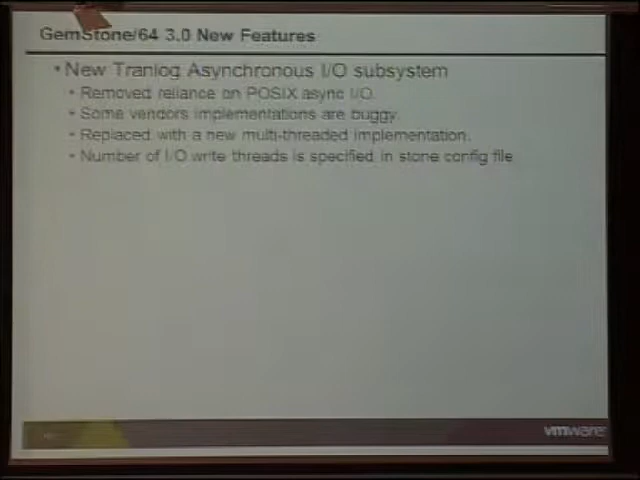 GemStone/64 3.0 New Features
• New Tranlog Asynchronous I/O subsystem
• Removed reliance on POSIX async I/O.
• Some vendors implementations are buggy.
• Replaced with a new multi-threaded implementation.
• Number of I/O write threads is specified in stone config file
vmware